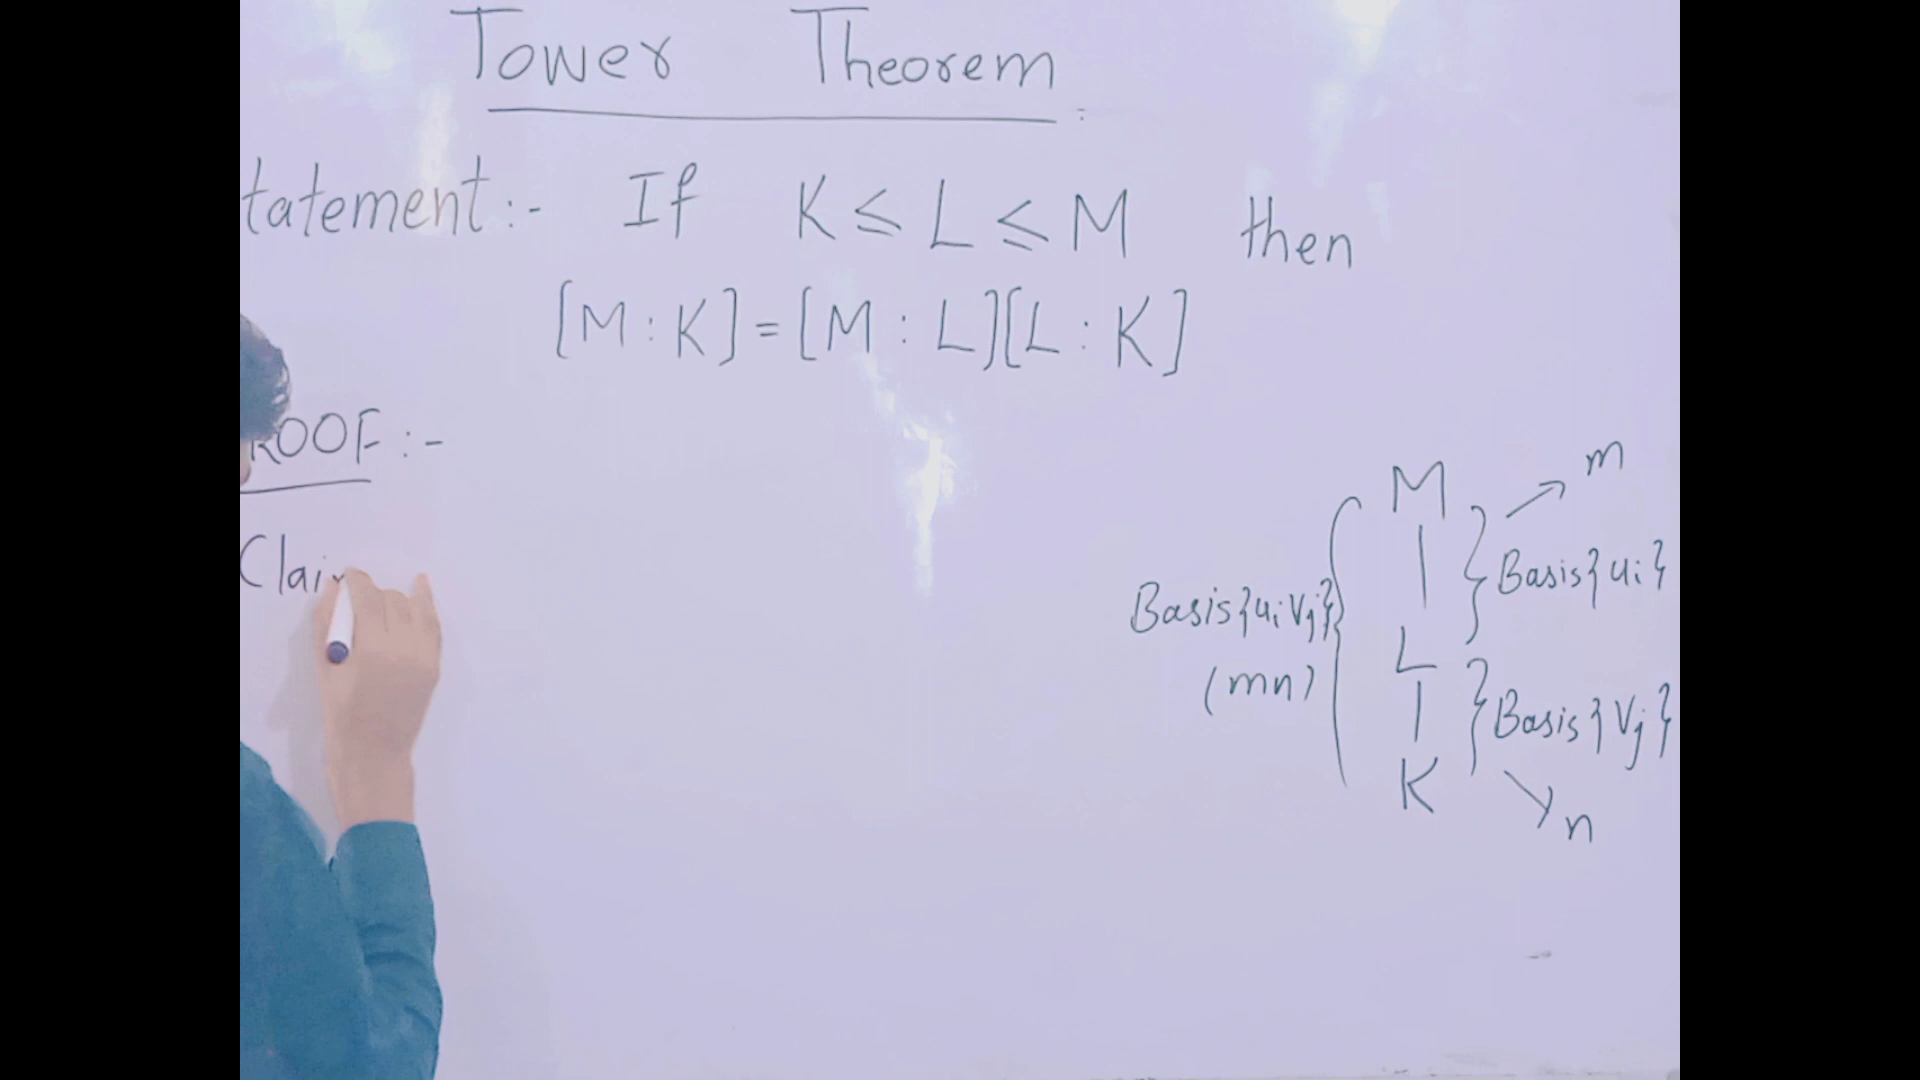 Tower Theorem :
tatement :- If K ≤ L ≤ M then
[M : K] = [M : L][L : K]
ROOF :-
Clai
M
m
Basis{ui}
Basis{uivj}
(mn)
L
Basis{vj}
K
n